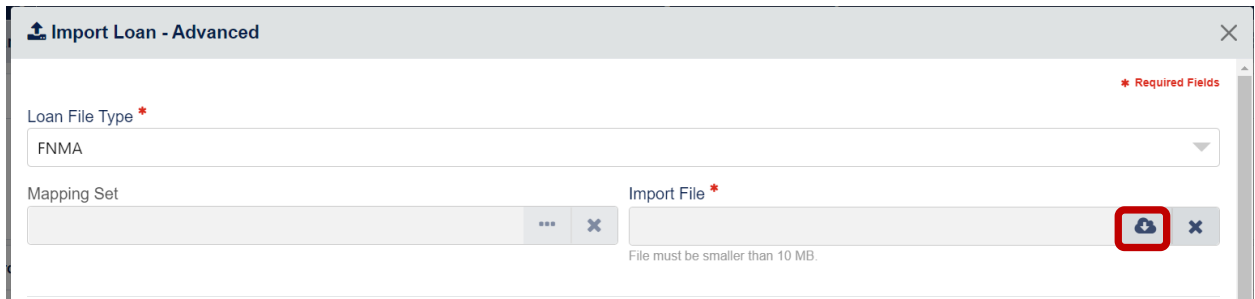 Import Loan - Advanced
* Required Fields
Loan File Type *
FNMA
Mapping Set
Import File *
File must be smaller than 10 MB.